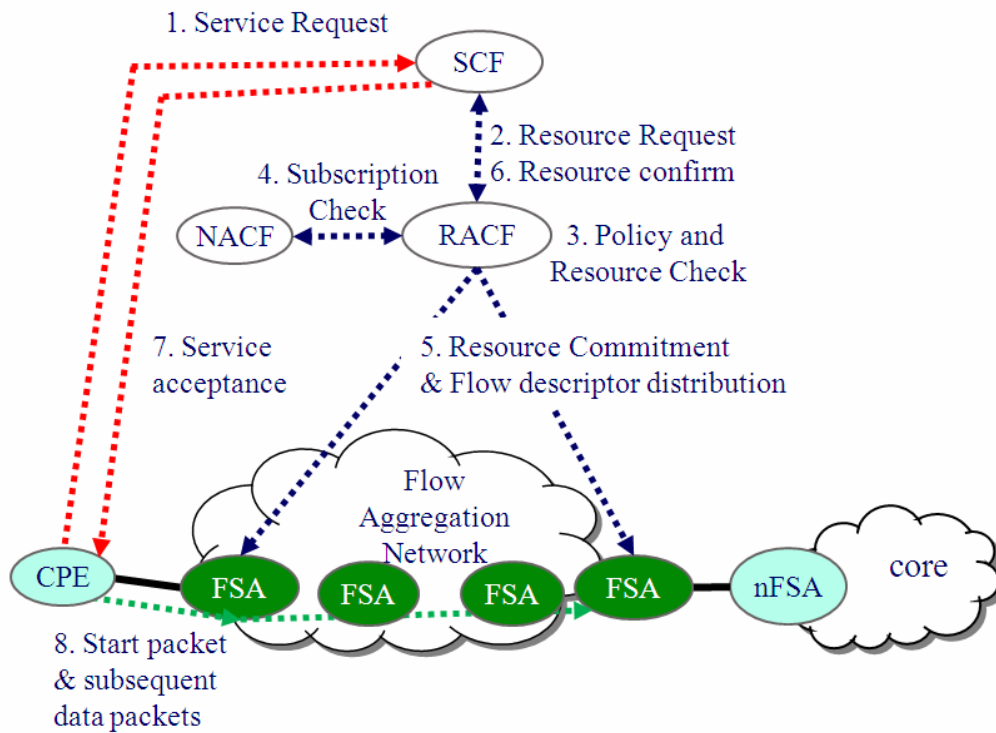 1. Service Request
SCF
2. Resource Request
6. Resource confirm
4. Subscription
Check
NACF
RACF
3. Policy and
Resource Check
7. Service
acceptance
5. Resource Commitment
& Flow descriptor distribution
Flow
Aggregation
Network
CPE
FSA
FSA
FSA
FSA
nFSA
core
8. Start packet
& subsequent
data packets